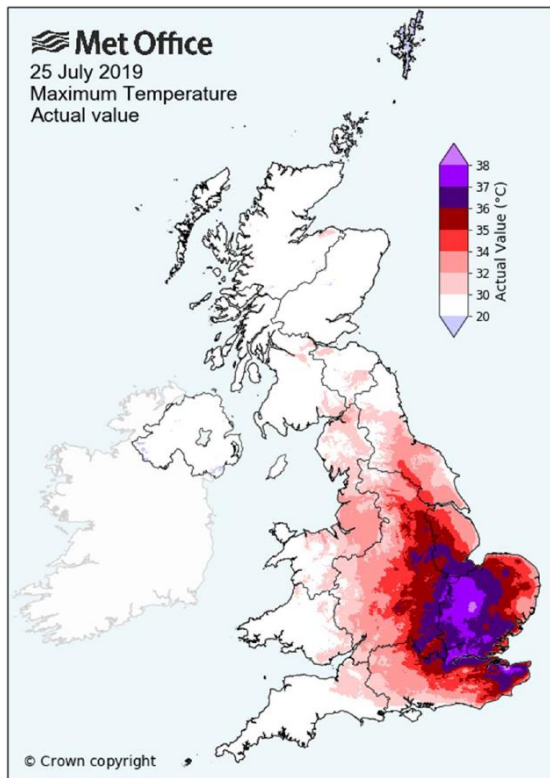 Met Office
25 July 2019
Maximum Temperature
Actual value
38
37
36
34
32
30
20
Actual Value (°C)
© Crown copyright